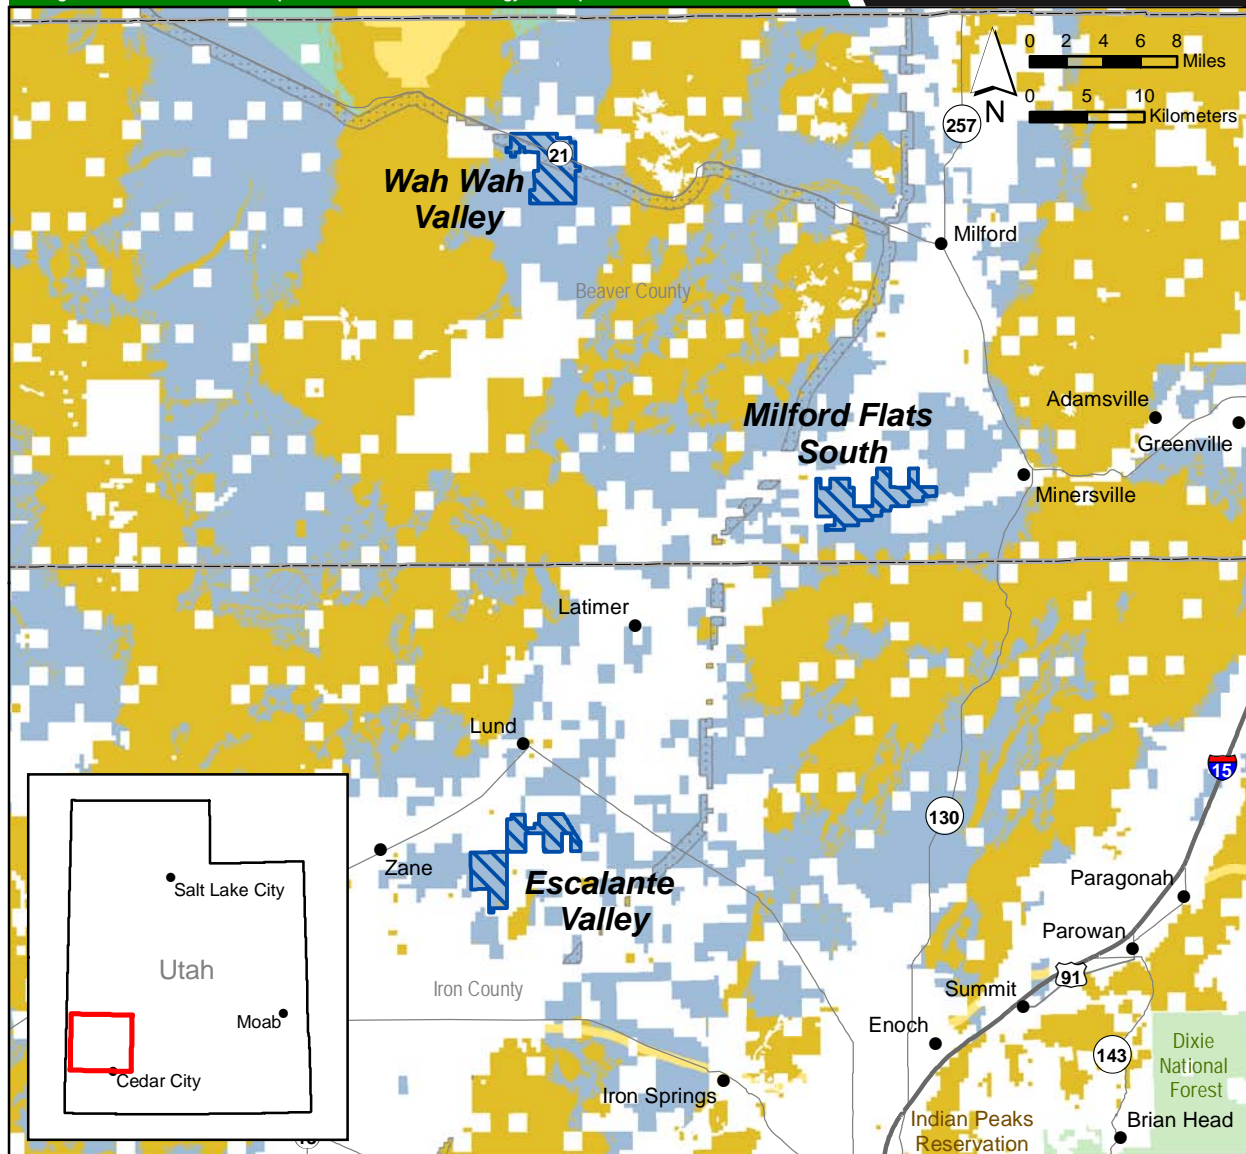 0 2 4 6 8
Miles
0 5 10
Kilometers
N
257
21
Wah Wah
Valley
Milford
Beaver County
Milford Flats
South
Adamsville
Greenville
Minersville
Latimer
Lund
15
130
Zane
Escalante
Valley
Paragonah
Parowan
91
Summit
Iron County
Enoch
143
Dixie
National
Forest
Iron Springs
Indian Peaks
Reservation
Brian Head
Salt Lake City
Utah
Moab
Cedar City